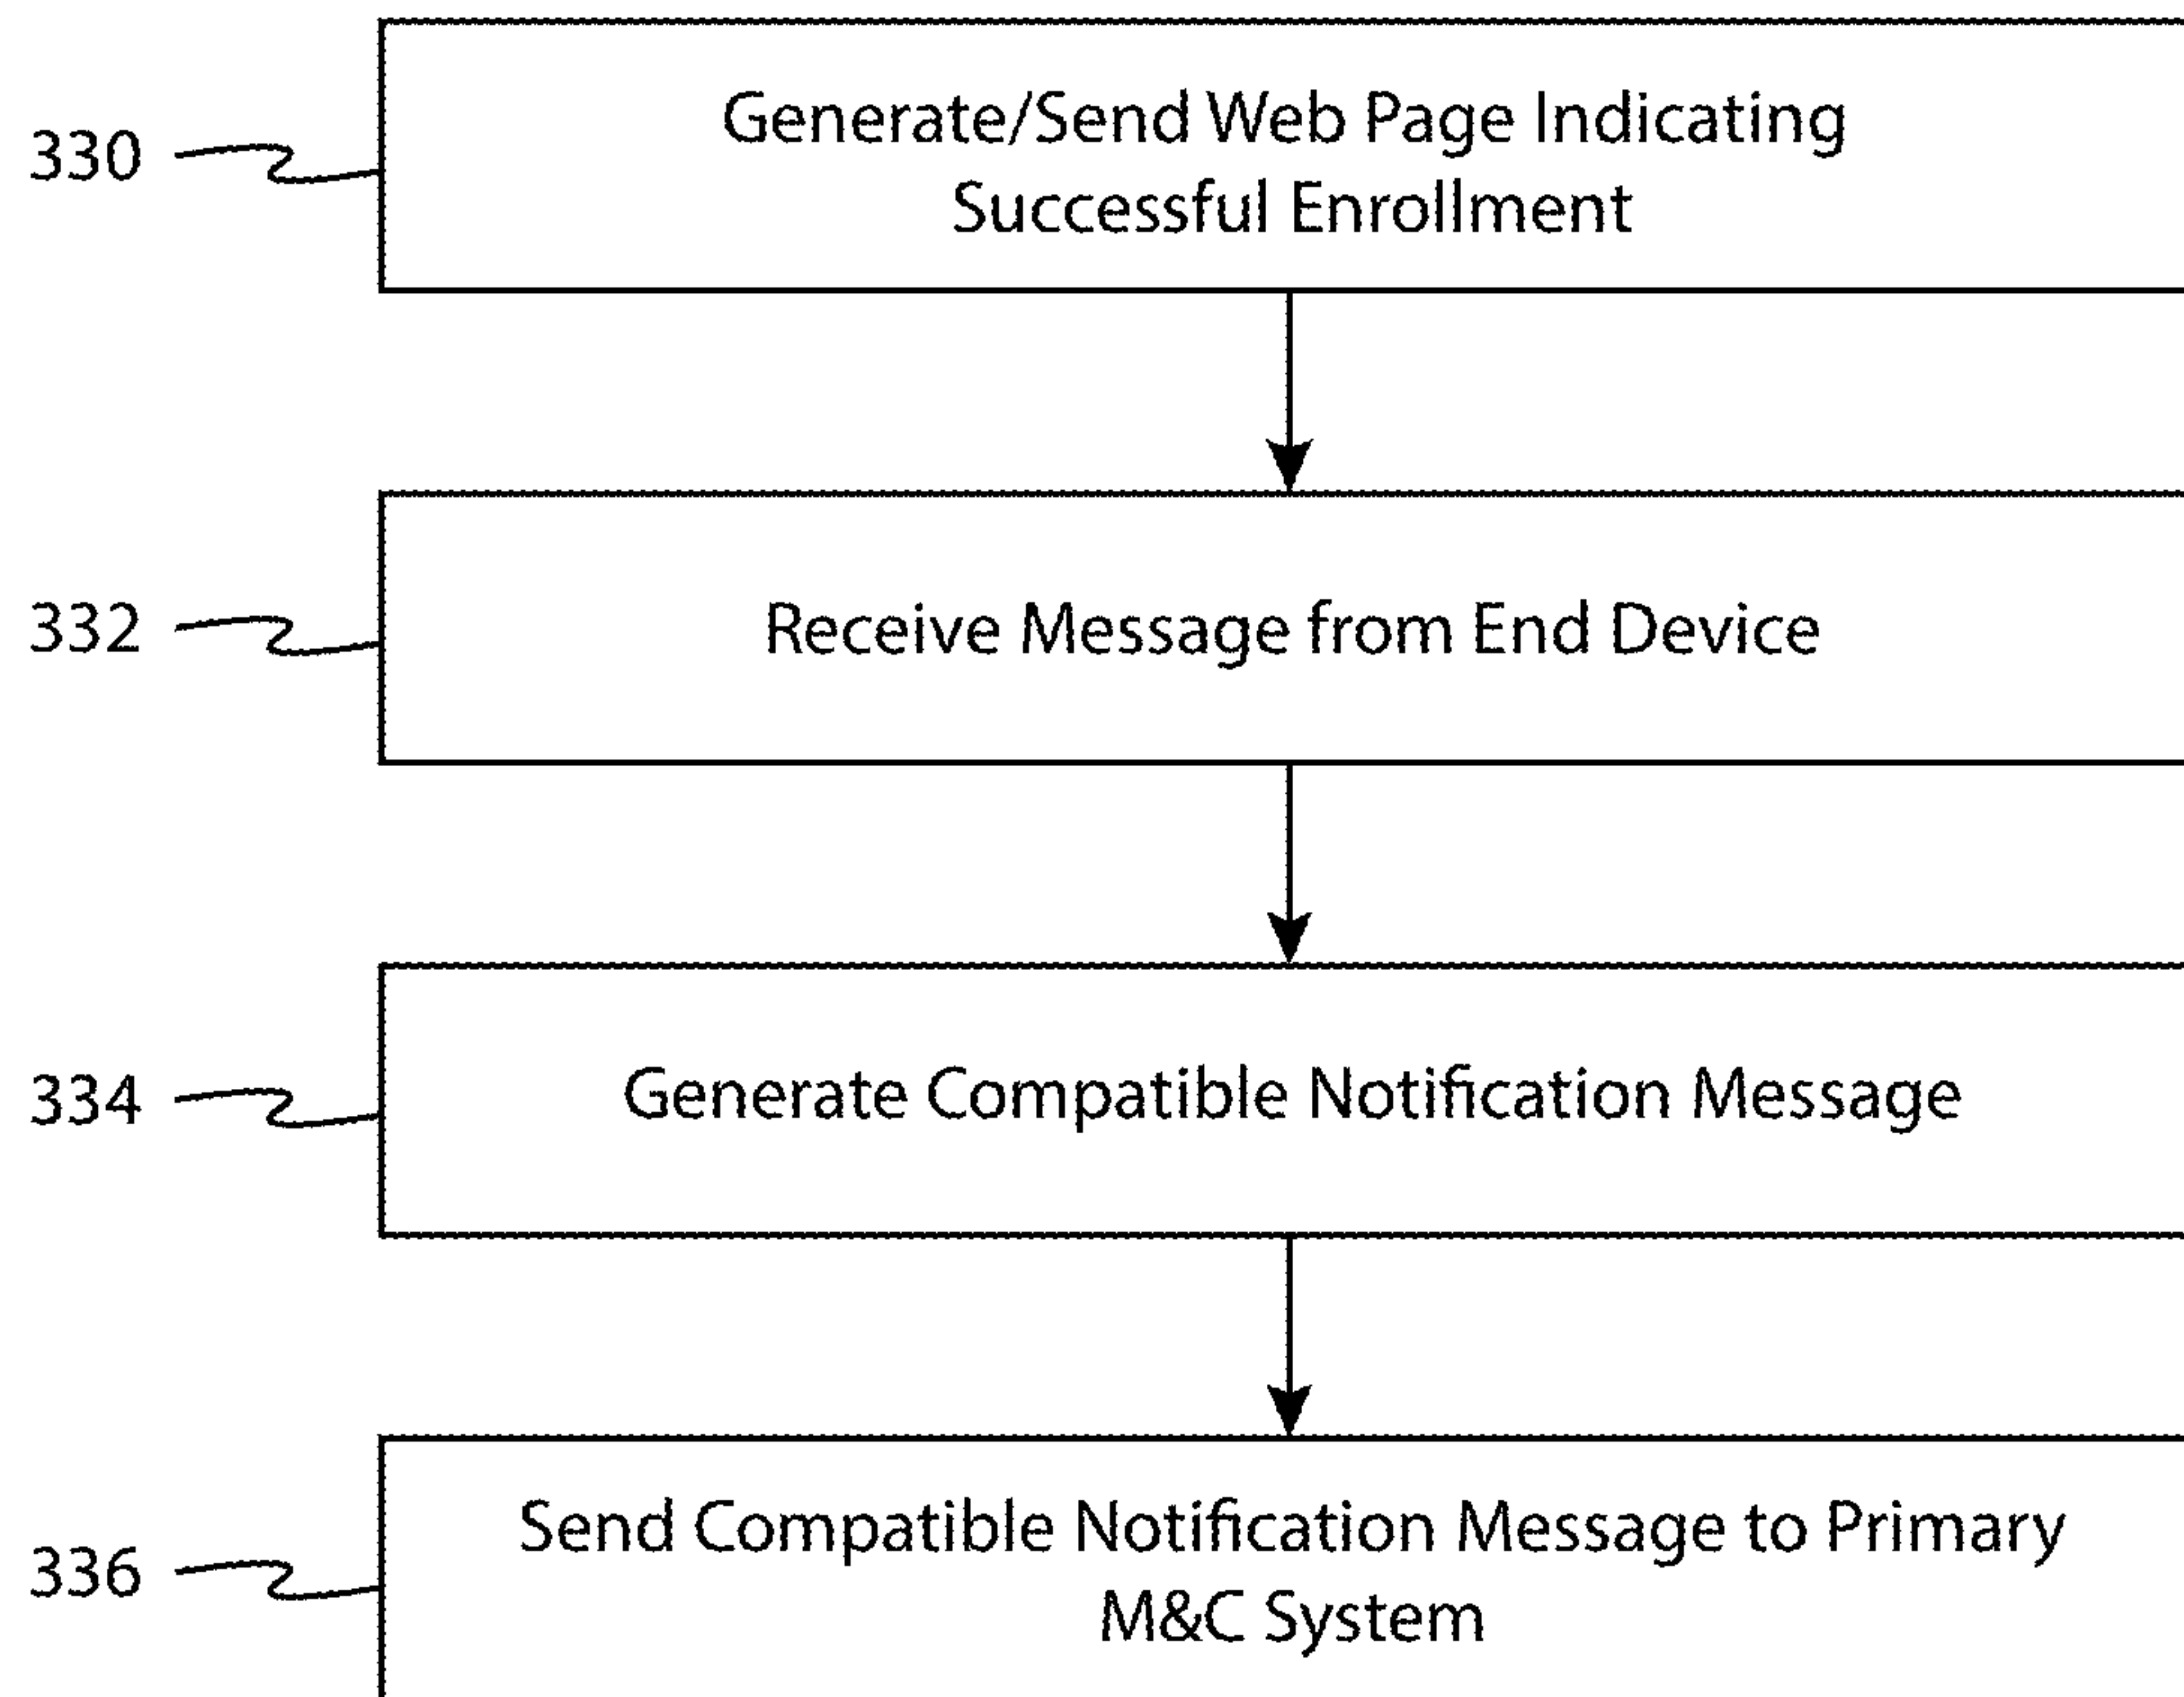 330
Generate/Send Web Page Indicating
Successful Enrollment
332
Receive Message from End Device
334
Generate Compatible Notification Message
336
Send Compatible Notification Message to Primary
M&C System